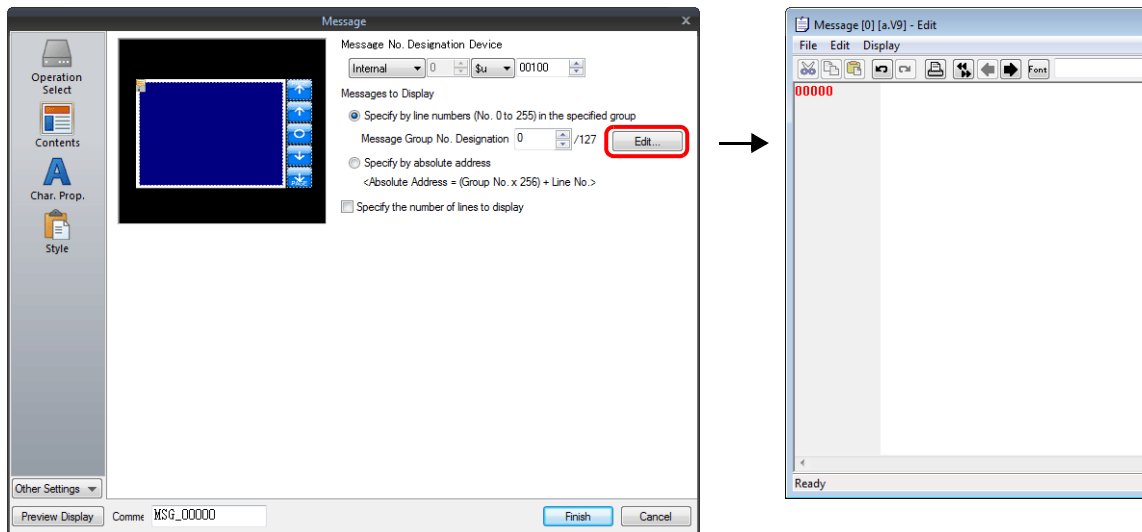 Message x
Operation
Select
Contents
Char. Prop.
Style
Other Settings
Preview Display
Message No. Designation Device
Internal 0 $u 00100
Messages to Display
Specify by line numbers (No. 0 to 255) in the specified group
Message Group No. Designation 0 /127 Edit...
Specify by absolute address
<Absolute Address = (Group No. x 256) + Line No.>
Specify the number of lines to display
PAGE
Comme MSG_00000 Finish Cancel
Message [0] [a.V9] - Edit
File Edit Display
Font
00000
Ready